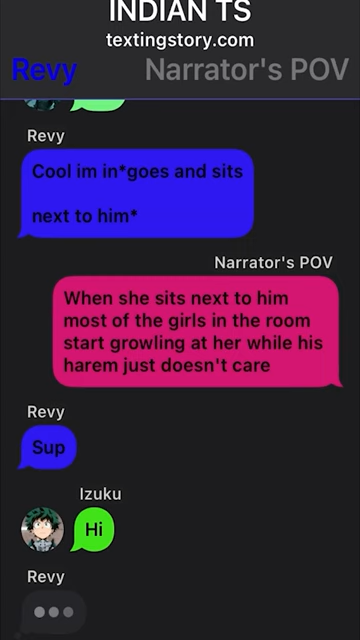 INDIAN TS
textingstory.com
Revy
Narrator's POV
Revy
Cool im in*goes and sits
next to him*
Narrator's POV
When she sits next to him
most of the girls in the room
start growling at her while his
harem just doesn't care
Revy
Sup
Izuku
Hi
Revy